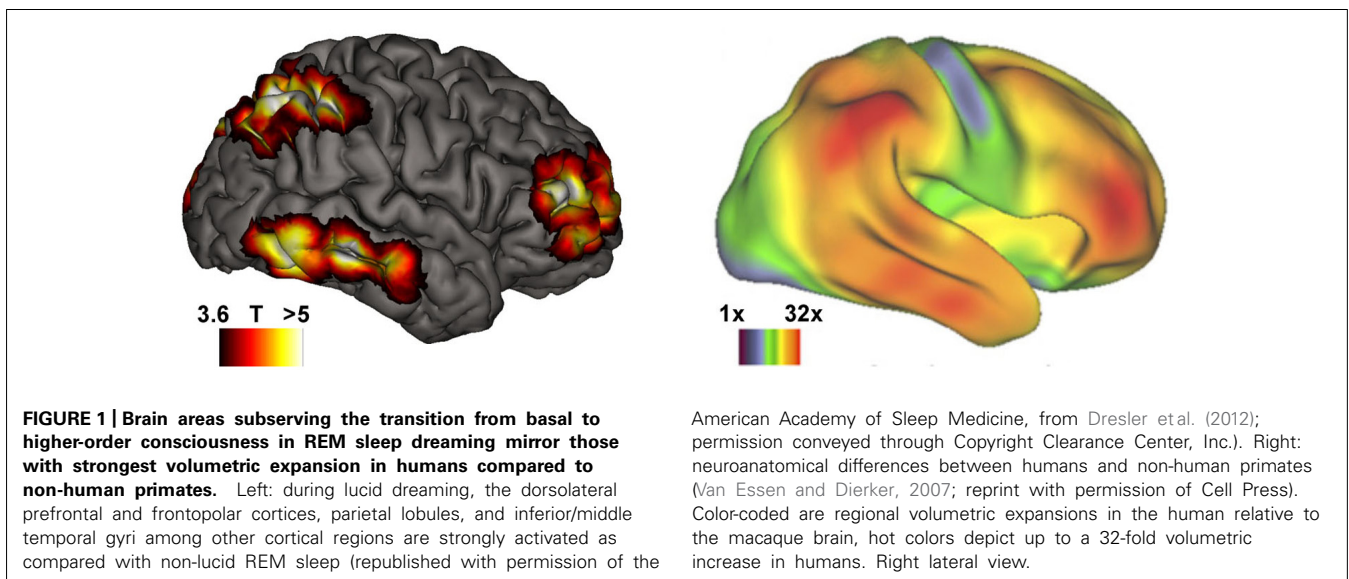 3.6 T >5
1x 32x
FIGURE 1 | Brain areas subserving the transition from basal to
higher-order consciousness in REM sleep dreaming mirror those
with strongest volumetric expansion in humans compared to
non-human primates. Left: during lucid dreaming, the dorsolateral
prefrontal and frontopolar cortices, parietal lobules, and inferior/middle
temporal gyri among other cortical regions are strongly activated as
compared with non-lucid REM sleep (republished with permission of the
American Academy of Sleep Medicine, from Dresler et al. (2012);
permission conveyed through Copyright Clearance Center, Inc.). Right:
neuroanatomical differences between humans and non-human primates
(Van Essen and Dierker, 2007; reprint with permission of Cell Press).
Color-coded are regional volumetric expansions in the human relative to
the macaque brain, hot colors depict up to a 32-fold volumetric
increase in humans. Right lateral view.